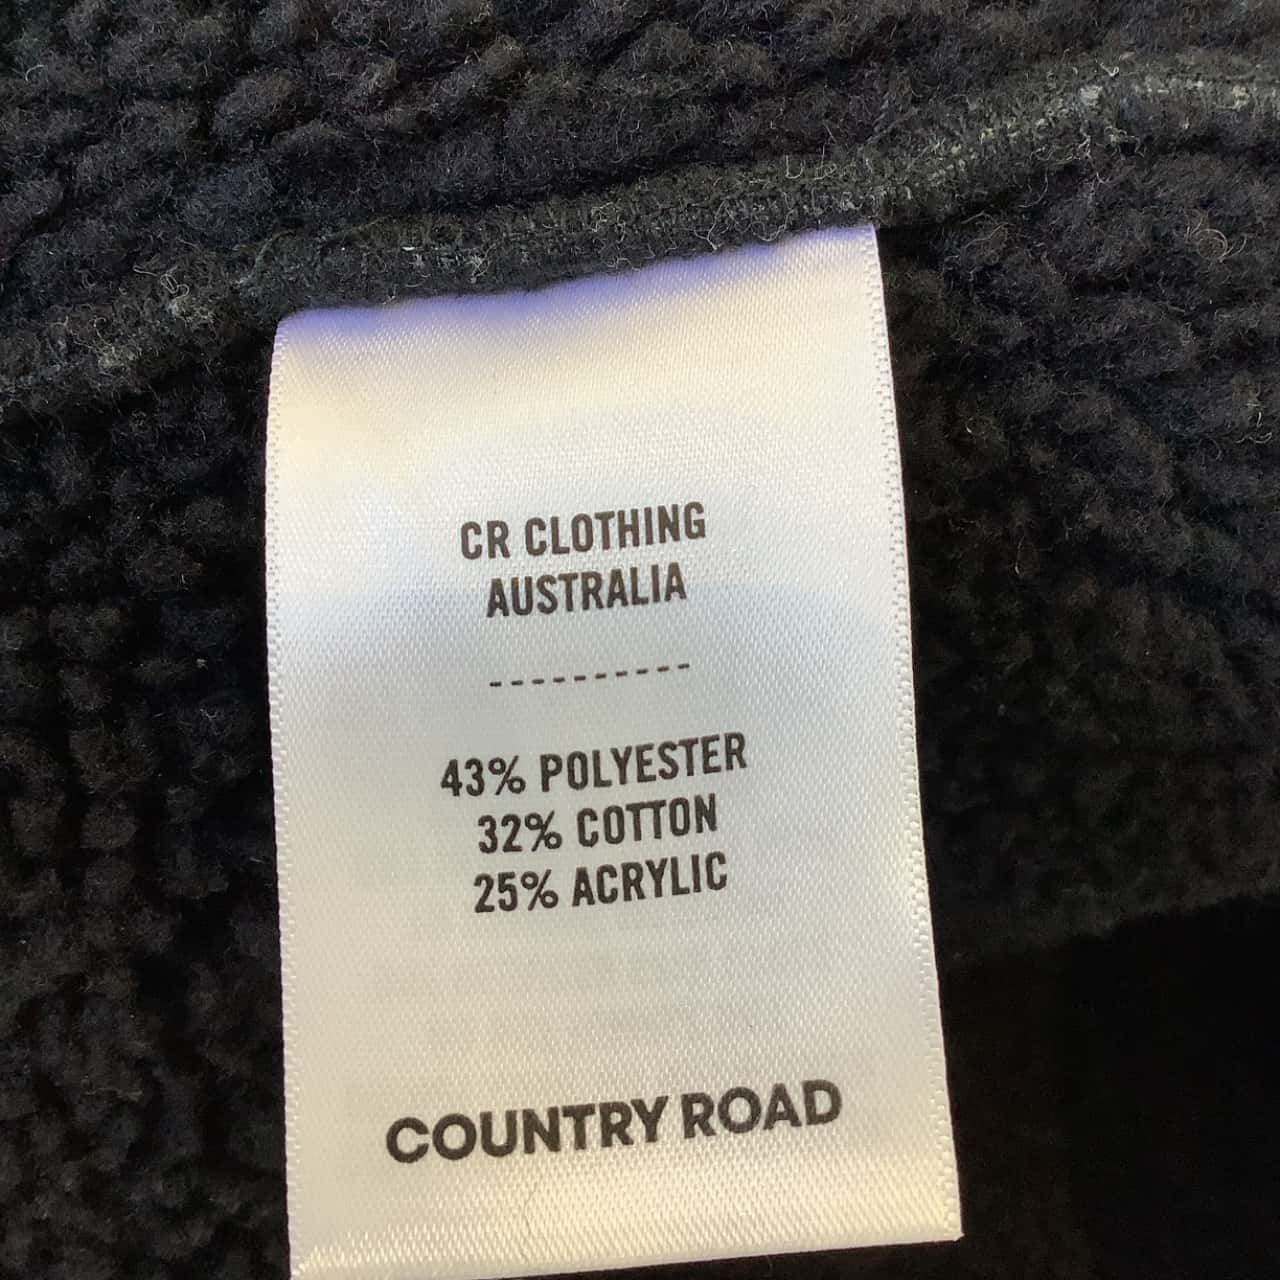 CR CLOTHING
AUSTRALIA
----------
43% POLYESTER
32% COTTON
25% ACRYLIC
COUNTRY ROAD